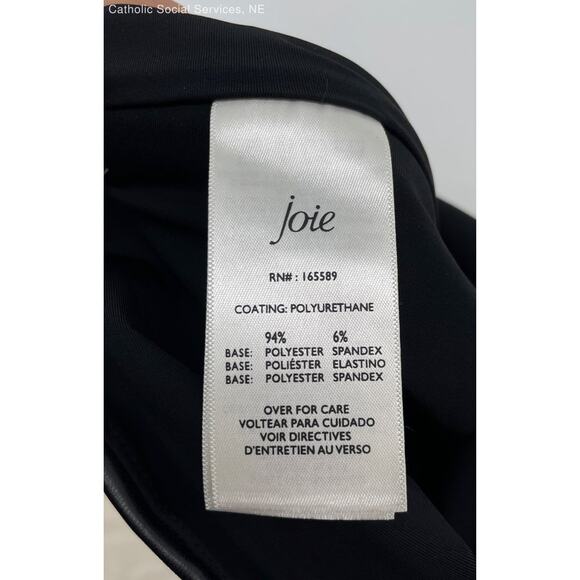 Catholic Social Services, NE
joie
RN# : 165589
COATING: POLYURETHANE
94% 6%
BASE: POLYESTER SPANDEX
BASE: POLIÉSTER ELASTINO
BASE: POLYESTER SPANDEX
OVER FOR CARE
VOLTEAR PARA CUIDADO
VOIR DIRECTIVES
D'ENTRETIEN AU VERSO